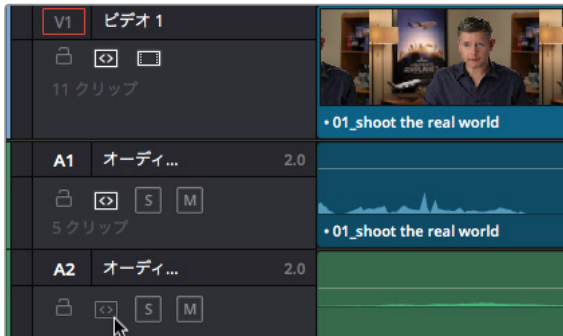 V1 ビデオ 1
11 クリップ
• 01_shoot the real world
A1 オーディ... 2.0
S M
5 クリップ
• 01_shoot the real world
A2 オーディ... 2.0
S M